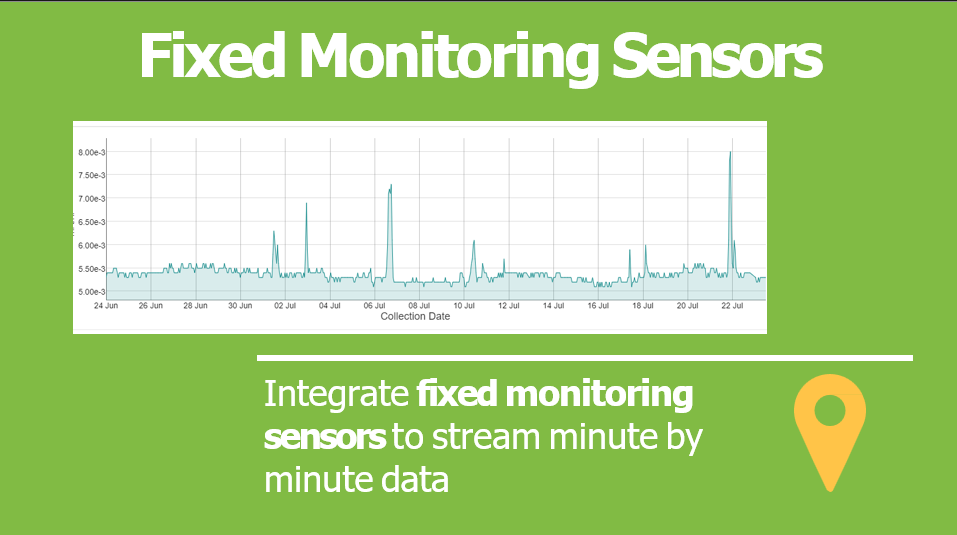 Fixed Monitoring Sensors
8.00e-3
7.50e-3
7.00e-3
6.50e-3
6.00e-3
5.50e-3
5.00e-3
24 Jun 26 Jun 28 Jun 30 Jun 02 Jul 04 Jul 06 Jul 08 Jul 10 Jul 12 Jul 14 Jul 16 Jul 18 Jul 20 Jul 22 Jul
Collection Date
Integrate fixed monitoring
sensors to stream minute by
minute data